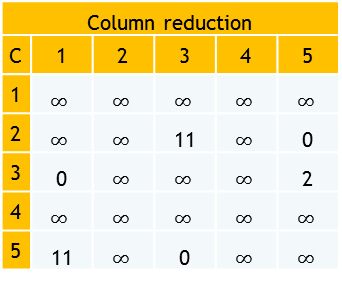 Column reduction
C 1 2 3 4 5
1 ∞ ∞ ∞ ∞ ∞
2 ∞ ∞ 11 ∞ 0
3 0 ∞ ∞ ∞ 2
4 ∞ ∞ ∞ ∞ ∞
5 11 ∞ 0 ∞ ∞